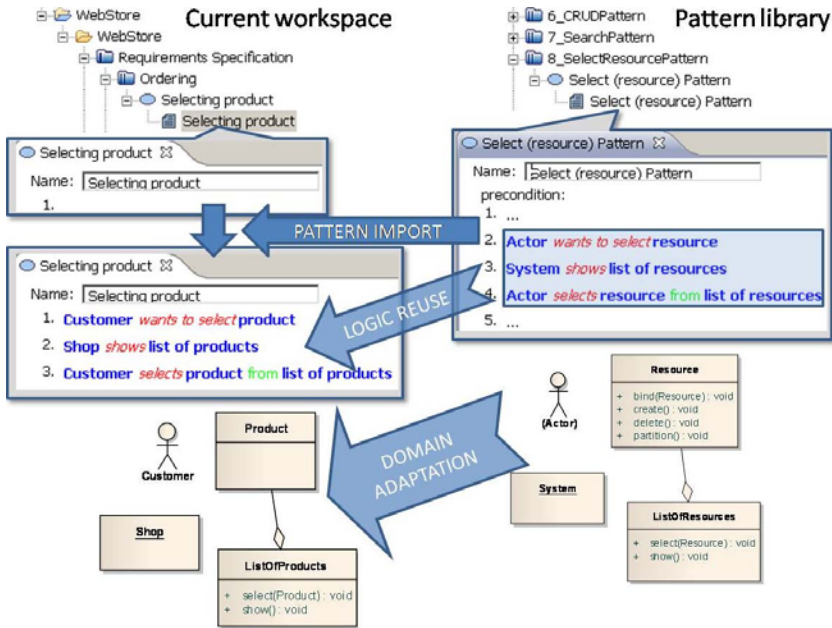 Current workspace
WebStore
WebStore
Requirements Specification
Ordering
Selecting product
Selecting product
Pattern library
6_CRUDPattern
7_SearchPattern
8_SelectResourcePattern
Select (resource) Pattern
Select (resource) Pattern
Selecting product
Name: Selecting product
1.
Select (resource) Pattern
Name: Select (resource) Pattern
precondition:
1. ...
2. Actor wants to select resource
3. System shows list of resources
4. Actor selects resource from list of resources
5. ...
PATTERN IMPORT
Selecting product
Name: Selecting product
1. Customer wants to select product
2. Shop shows list of products
3. Customer selects product from list of products
LOGIC REUSE
DOMAIN
ADAPTATION
Customer
Product
Shop
ListOfProducts
+ select(Product) : void
+ show() : void
(Actor)
Resource
+ bind(Resource) : void
+ create() : void
+ delete() : void
+ partition() : void
System
ListOfResources
+ select(Resource) : void
+ show() : void